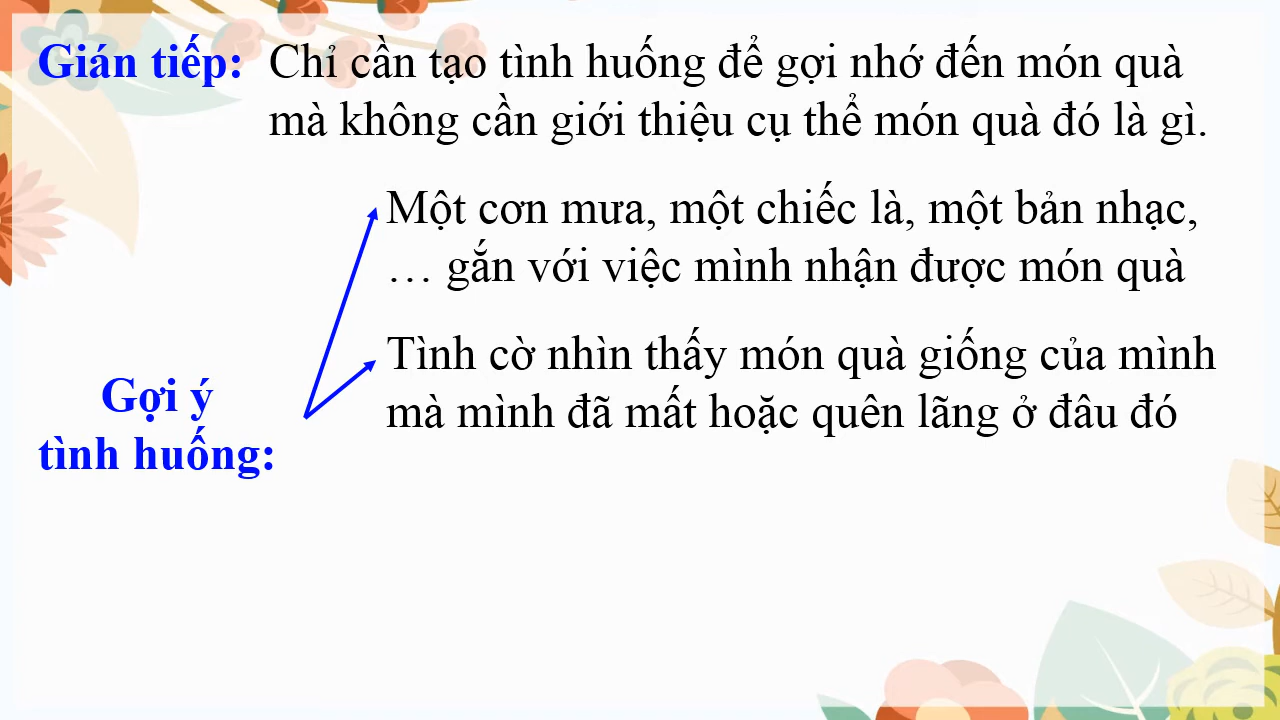 Gián tiếp: Chỉ cần tạo tình huống để gợi nhớ đến món quà
mà không cần giới thiệu cụ thể món quà đó là gì.
Một cơn mưa, một chiếc là, một bản nhạc,
… gắn với việc mình nhận được món quà
Tình cờ nhìn thấy món quà giống của mình
mà mình đã mất hoặc quên lãng ở đâu đó
Gợi ý
tình huống: